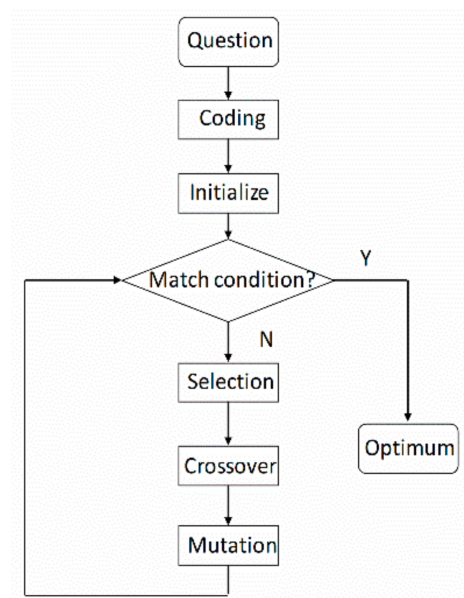 Question
Coding
Initialize
Match condition?
Y
N
Selection
Optimum
Crossover
Mutation